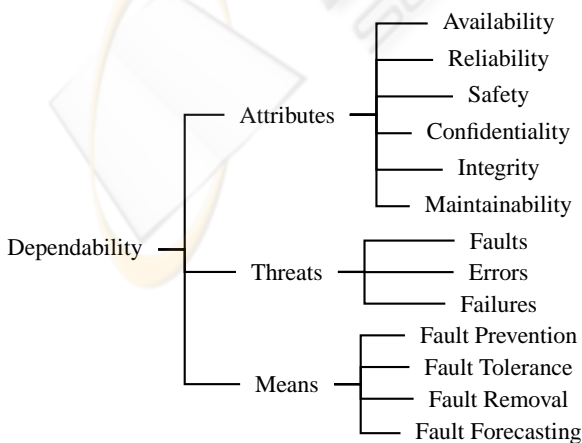 Availability
Reliability
Safety
Attributes
Confidentiality
Integrity
Maintainability
Dependability
Faults
Threats
Errors
Failures
Fault Prevention
Fault Tolerance
Means
Fault Removal
Fault Forecasting